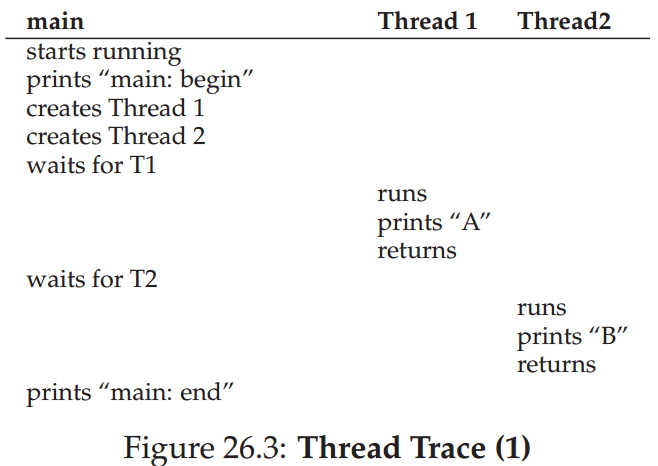 main Thread 1 Thread2
starts running
prints “main: begin”
creates Thread 1
creates Thread 2
waits for T1
runs
prints “A”
returns
waits for T2
runs
prints “B”
returns
prints “main: end”
Figure 26.3: Thread Trace (1)